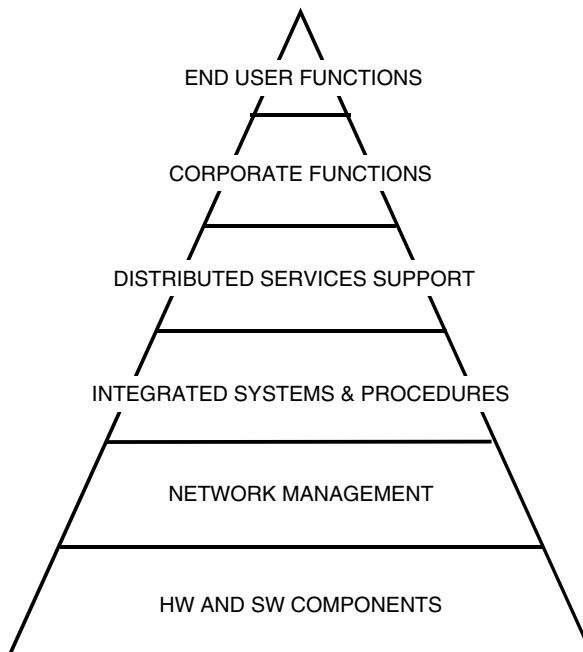 END USER FUNCTIONS
CORPORATE FUNCTIONS
DISTRIBUTED SERVICES SUPPORT
INTEGRATED SYSTEMS & PROCEDURES
NETWORK MANAGEMENT
HW AND SW COMPONENTS